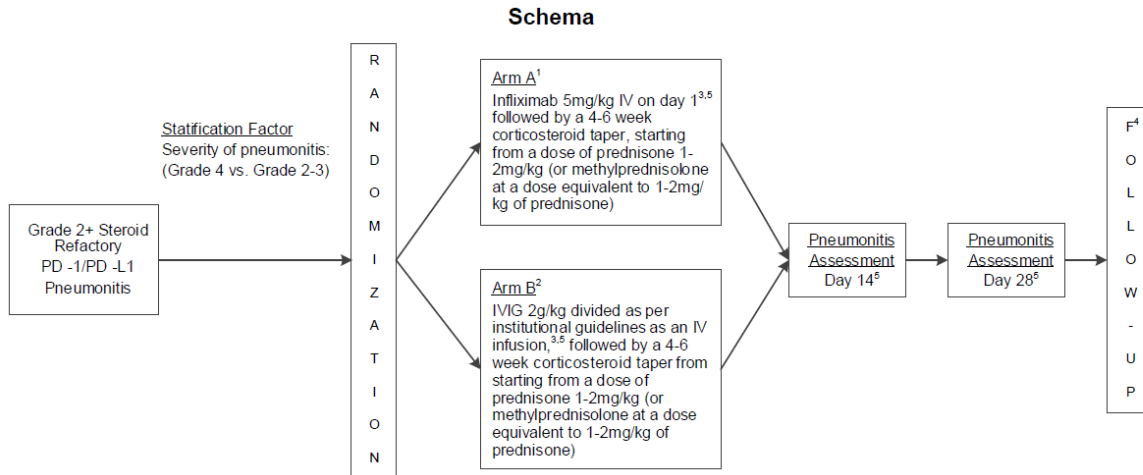 Schema
Statification Factor
Severity of pneumonitis:
(Grade 4 vs. Grade 2-3)
Grade 2+ Steroid
Refactory
PD -1/PD -L1
Pneumonitis
R
A
N
D
O
M
I
Z
A
T
I
O
N
Arm A¹
Infliximab 5mg/kg IV on day 1³,⁵
followed by a 4-6 week
corticosteroid taper, starting
from a dose of prednisone 1-
2mg/kg (or methylprednisolone
at a dose equivalent to 1-2mg/
kg of prednisone)
Arm B²
IVIG 2g/kg divided as per
institutional guidelines as an IV
infusion,³,⁵ followed by a 4-6
week corticosteroid taper from
starting from a dose of
prednisone 1-2mg/kg (or
methylprednisolone at a dose
equivalent to 1-2mg/kg of
prednisone)
Pneumonitis
Assessment
Day 14⁵
Pneumonitis
Assessment
Day 28⁵
F⁴
O
L
L
O
W
-
U
P